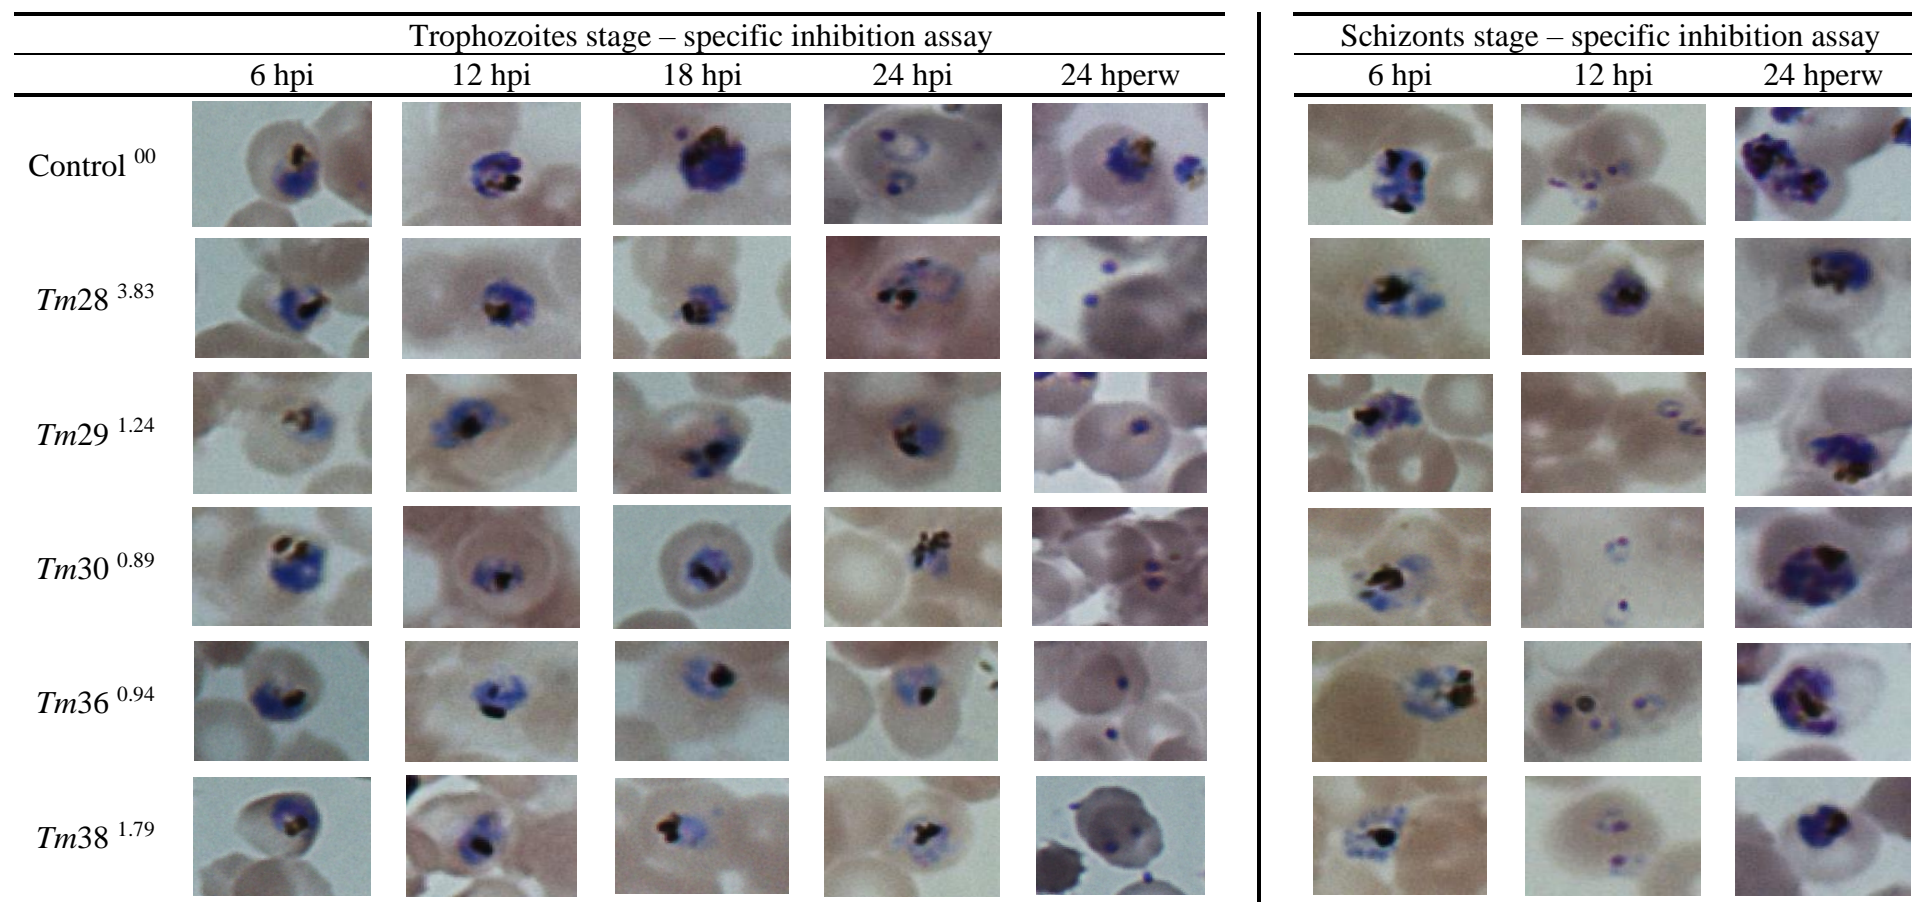 Trophozoites stage – specific inhibition assay
Schizonts stage – specific inhibition assay
6 hpi 12 hpi 18 hpi 24 hpi 24 hperw
6 hpi 12 hpi 24 hperw
Control 00
Tm28 3.83
Tm29 1.24
Tm30 0.89
Tm36 0.94
Tm38 1.79